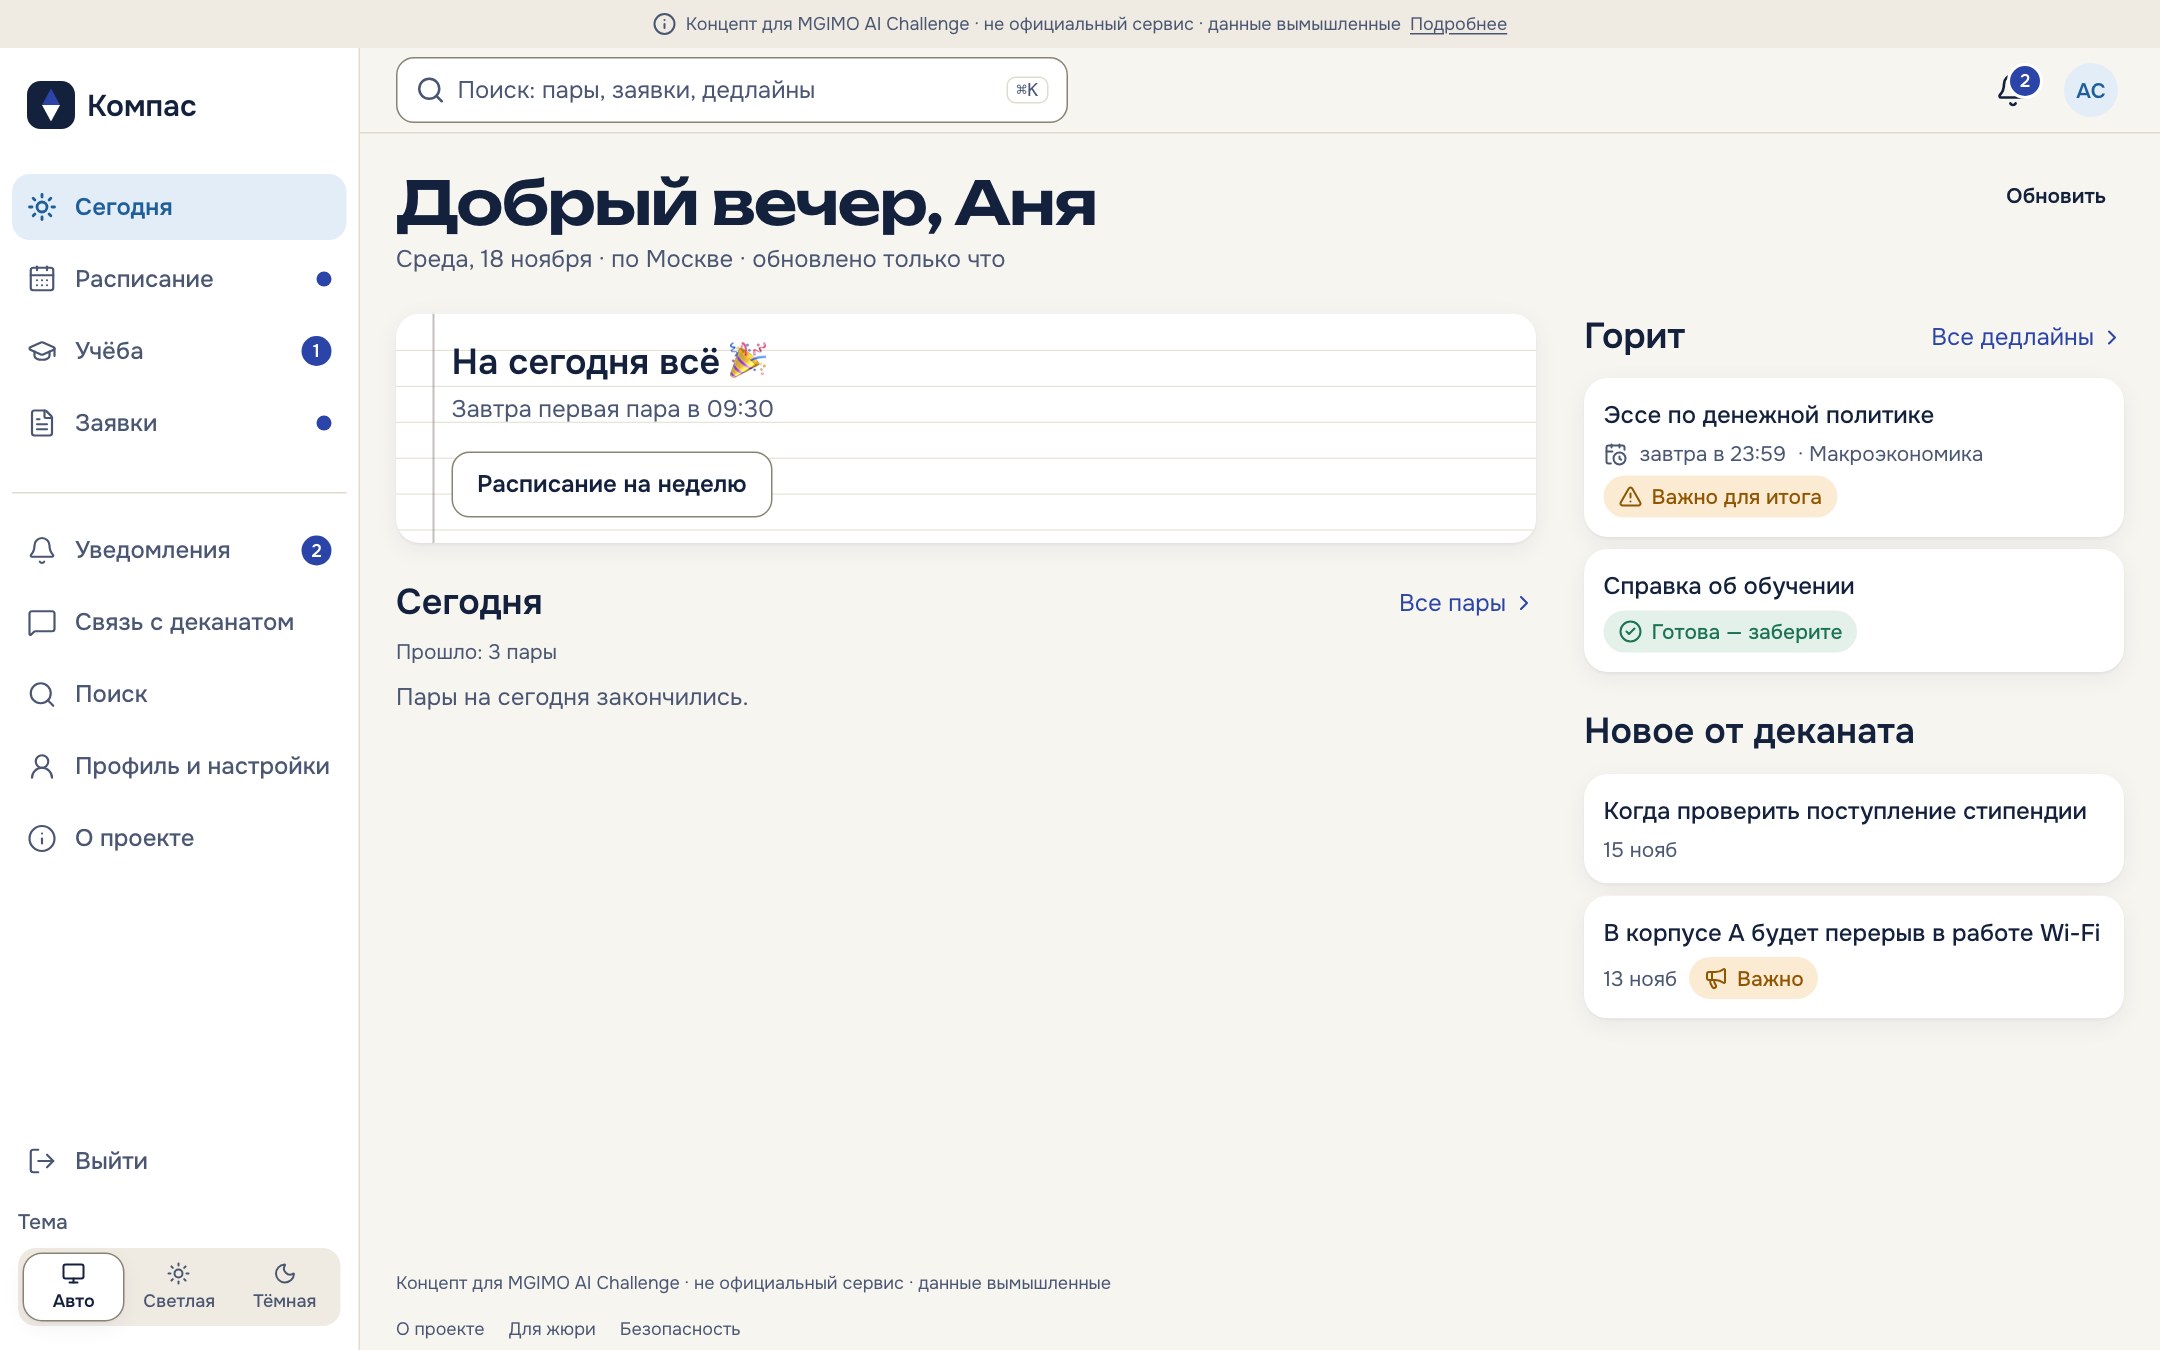 Концепт для MGIMO AI Challenge · не официальный сервис · данные вымышленные Подробнее
Компас
Поиск: пары, заявки, дедлайны
⌘K
2
АС
Сегодня
Расписание
Учёба
1
Заявки
Уведомления
2
Связь с деканатом
Поиск
Профиль и настройки
О проекте
Выйти
Тема
Авто
Светлая
Тёмная
Добрый вечер, Аня
Обновить
Среда, 18 ноября · по Москве · обновлено только что
На сегодня всё 🎉
Завтра первая пара в 09:30
Расписание на неделю
Сегодня
Все пары
Прошло: 3 пары
Пары на сегодня закончились.
Горит
Все дедлайны
Эссе по денежной политике
завтра в 23:59 · Макроэкономика
Важно для итога
Справка об обучении
Готова — заберите
Новое от деканата
Когда проверить поступление стипендии
15 нояб
В корпусе А будет перерыв в работе Wi-Fi
13 нояб
Важно
Концепт для MGIMO AI Challenge · не официальный сервис · данные вымышленные
О проекте
Для жюри
Безопасность